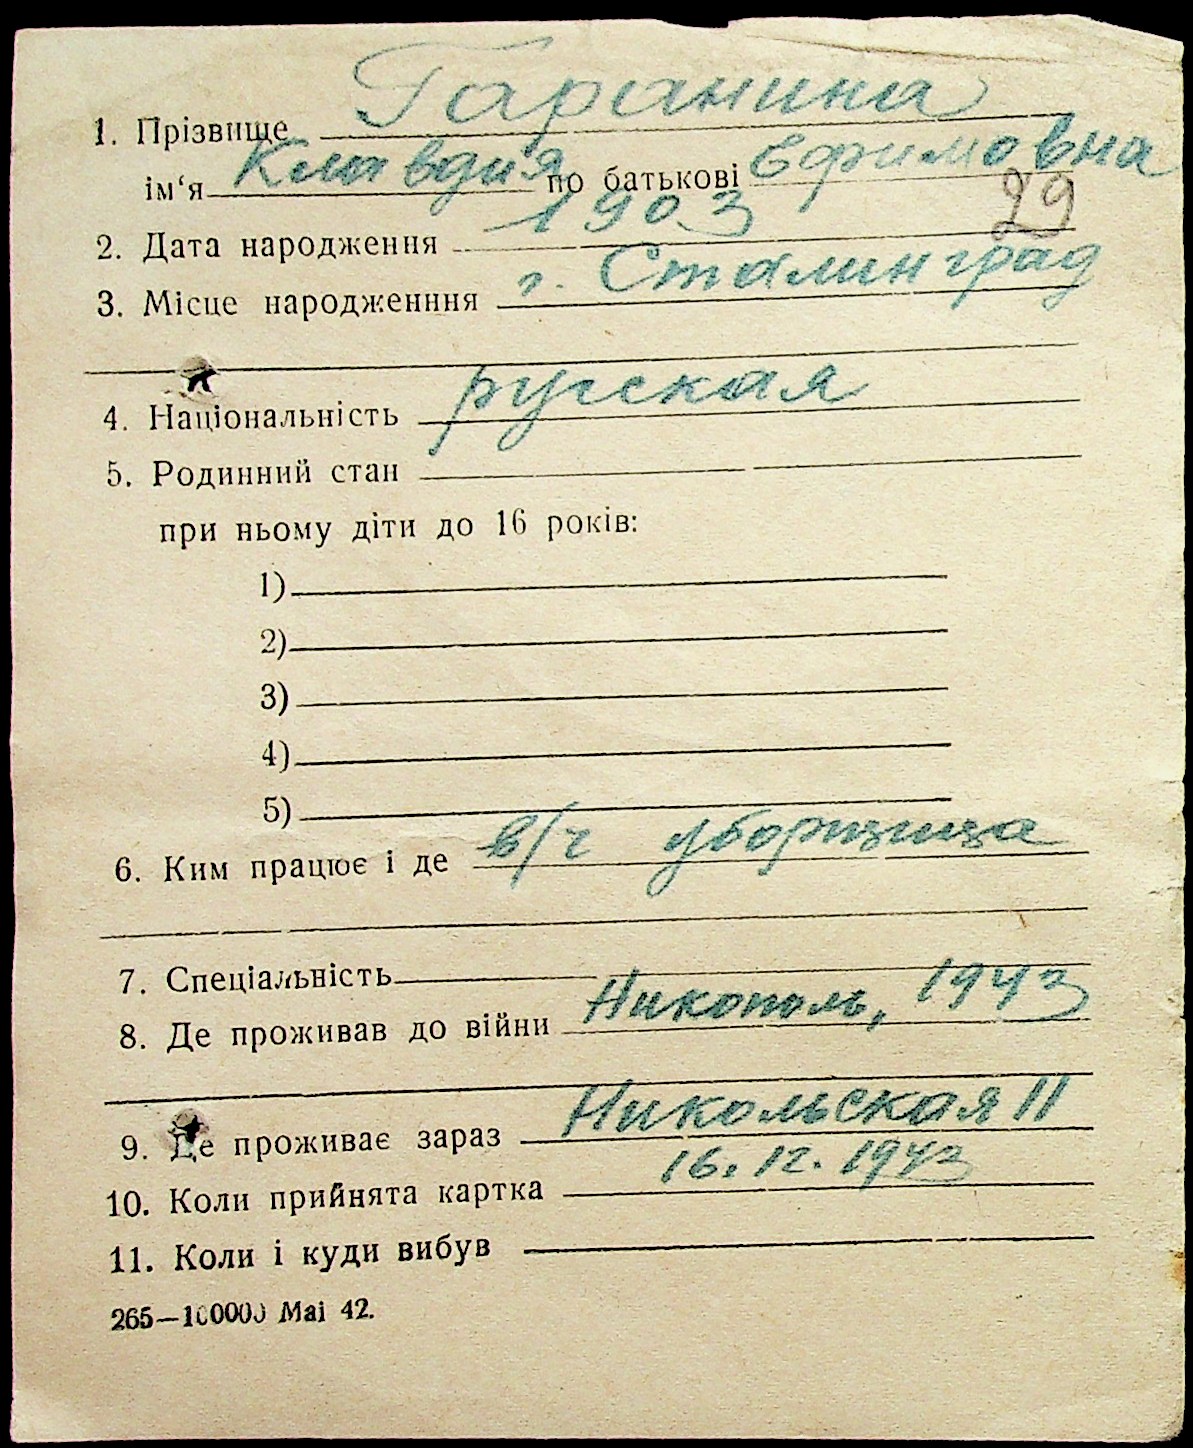 1. Прізвище Гаранина
ім‘я Клавдия по батькові Ефимовна
29
2. Дата народження 1903
3. Місце народженння г. Сталинград
4. Національність русская
5. Родинний стан
при ньому діти до 16 років:
1)
2)
3)
4)
5)
6. Ким працює і де в/ч уборщица
7. Спеціальність
8. Де проживав до війни Никополь, 1943
9. Де проживає зараз Никольская 11
10. Коли прийнята картка 16.12.1943
11. Коли і куди вибув
265—100000 Mai 42.